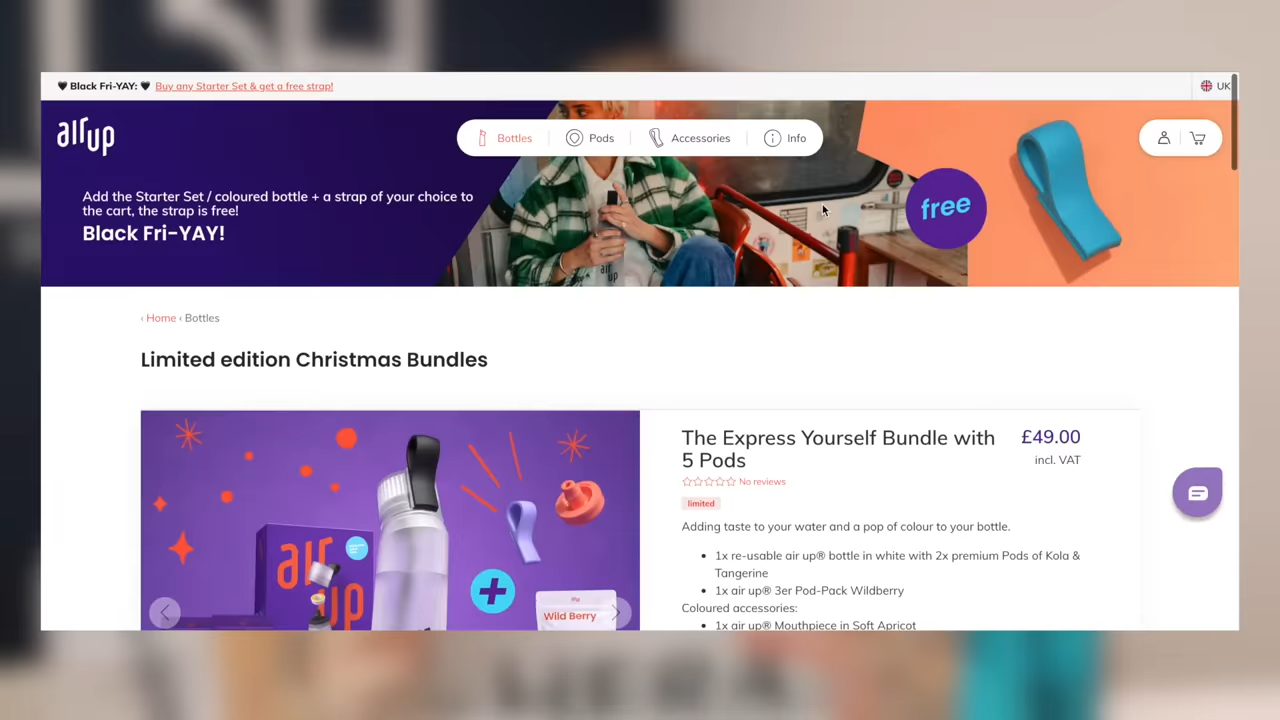 🖤 Black Fri-YAY: 🖤 Buy any Starter Set & get a free strap!
UK
air up
Bottles
Pods
Accessories
Info
Add the Starter Set / coloured bottle + a strap of your choice to
the cart, the strap is free!
Black Fri-YAY!
free
air
up
‹ Home ‹ Bottles
Limited edition Christmas Bundles
The Express Yourself Bundle with
5 Pods
£49.00
incl. VAT
No reviews
limited
Adding taste to your water and a pop of colour to your bottle.
• 1x re-usable air up® bottle in white with 2x premium Pods of Kola &
Tangerine
• 1x air up® 3er Pod-Pack Wildberry
Coloured accessories:
• 1x air up® Mouthpiece in Soft Apricot
air
up
Wild Berry